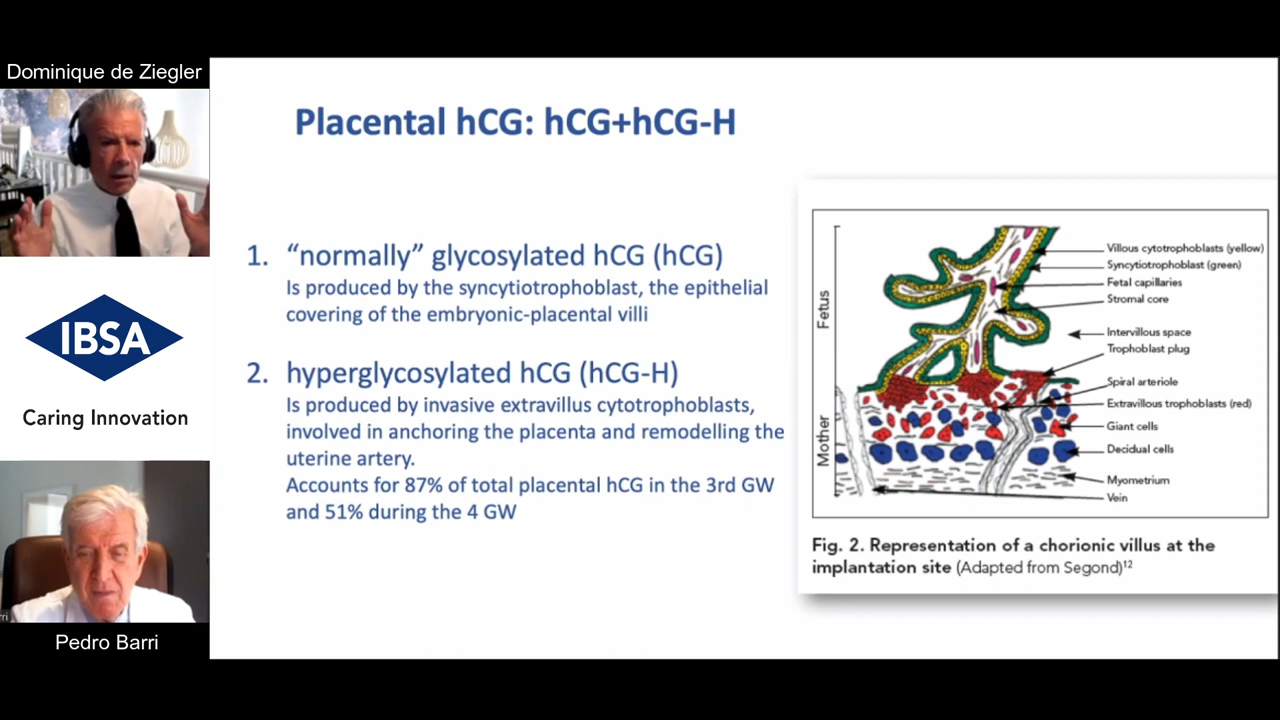 Dominique de Ziegler
IBSA
Caring Innovation
Pedro Barri
Placental hCG: hCG+hCG-H
1. “normally” glycosylated hCG (hCG)
Is produced by the syncytiotrophoblast, the epithelial
covering of the embryonic-placental villi
2. hyperglycosylated hCG (hCG-H)
Is produced by invasive extravillus cytotrophoblasts,
involved in anchoring the placenta and remodelling the
uterine artery.
Accounts for 87% of total placental hCG in the 3rd GW
and 51% during the 4 GW
Fetus
Mother
Villous cytotrophoblasts (yellow)
Syncytiotrophoblast (green)
Fetal capillaries
Stromal core
Intervillous space
Trophoblast plug
Spiral arteriole
Extravillous trophoblasts (red)
Giant cells
Decidual cells
Myometrium
Vein
Fig. 2. Representation of a chorionic villus at the
implantation site (Adapted from Segond)¹²